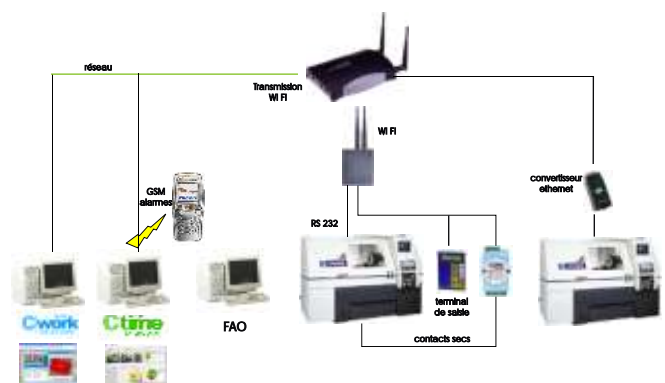 réseau
Transmission
Wi Fi
Wi Fi
convertisseur
ethernet
GSM
alarmes
RS 232
terminal
de saisie
Cwork
Ctime
FAO
contacts secs